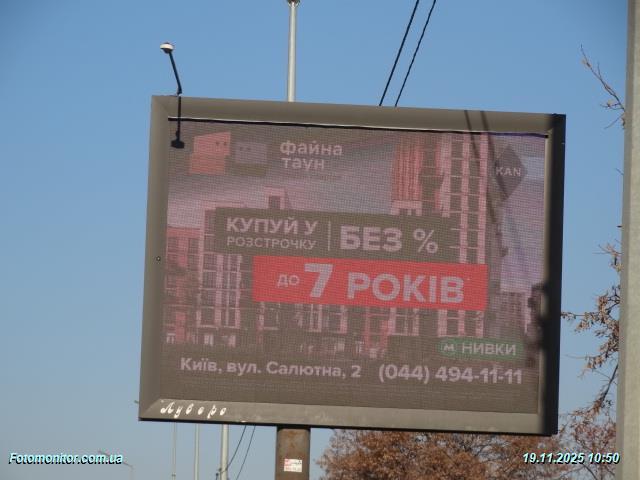 файна
таун
KAN
КУПУЙ У
РОЗСТРОЧКУ
БЕЗ %
ДО 7 РОКІВ
М НИВКИ
Київ, вул. Салютна, 2 (044) 494-11-11
Луверс
Fotomonitor.com.ua
19.11.2025 10:50